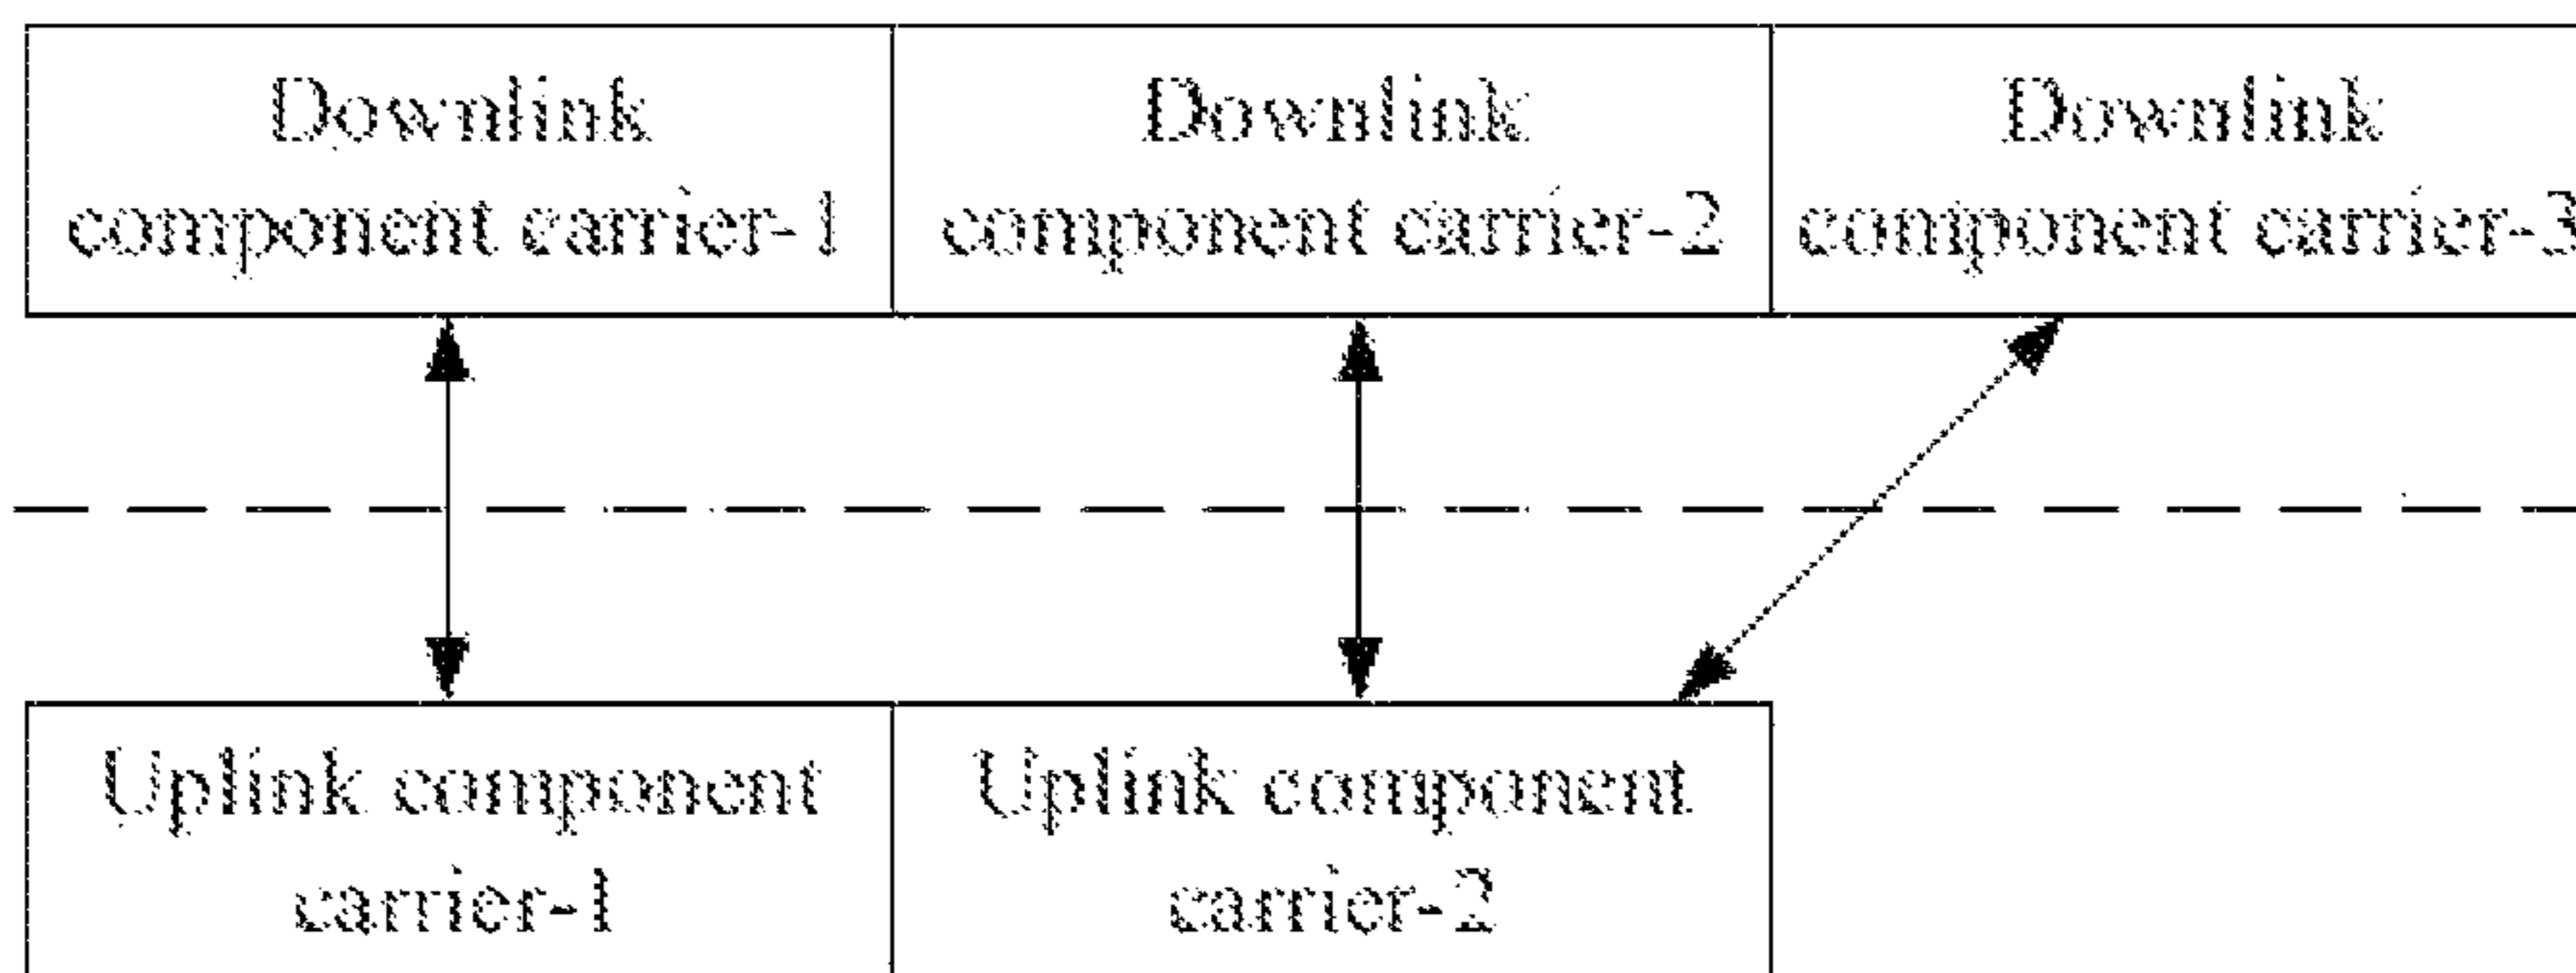 Downlink
component carrier-1
Downlink
component carrier-2
Downlink
component carrier-3
Uplink component
carrier-1
Uplink component
carrier-2